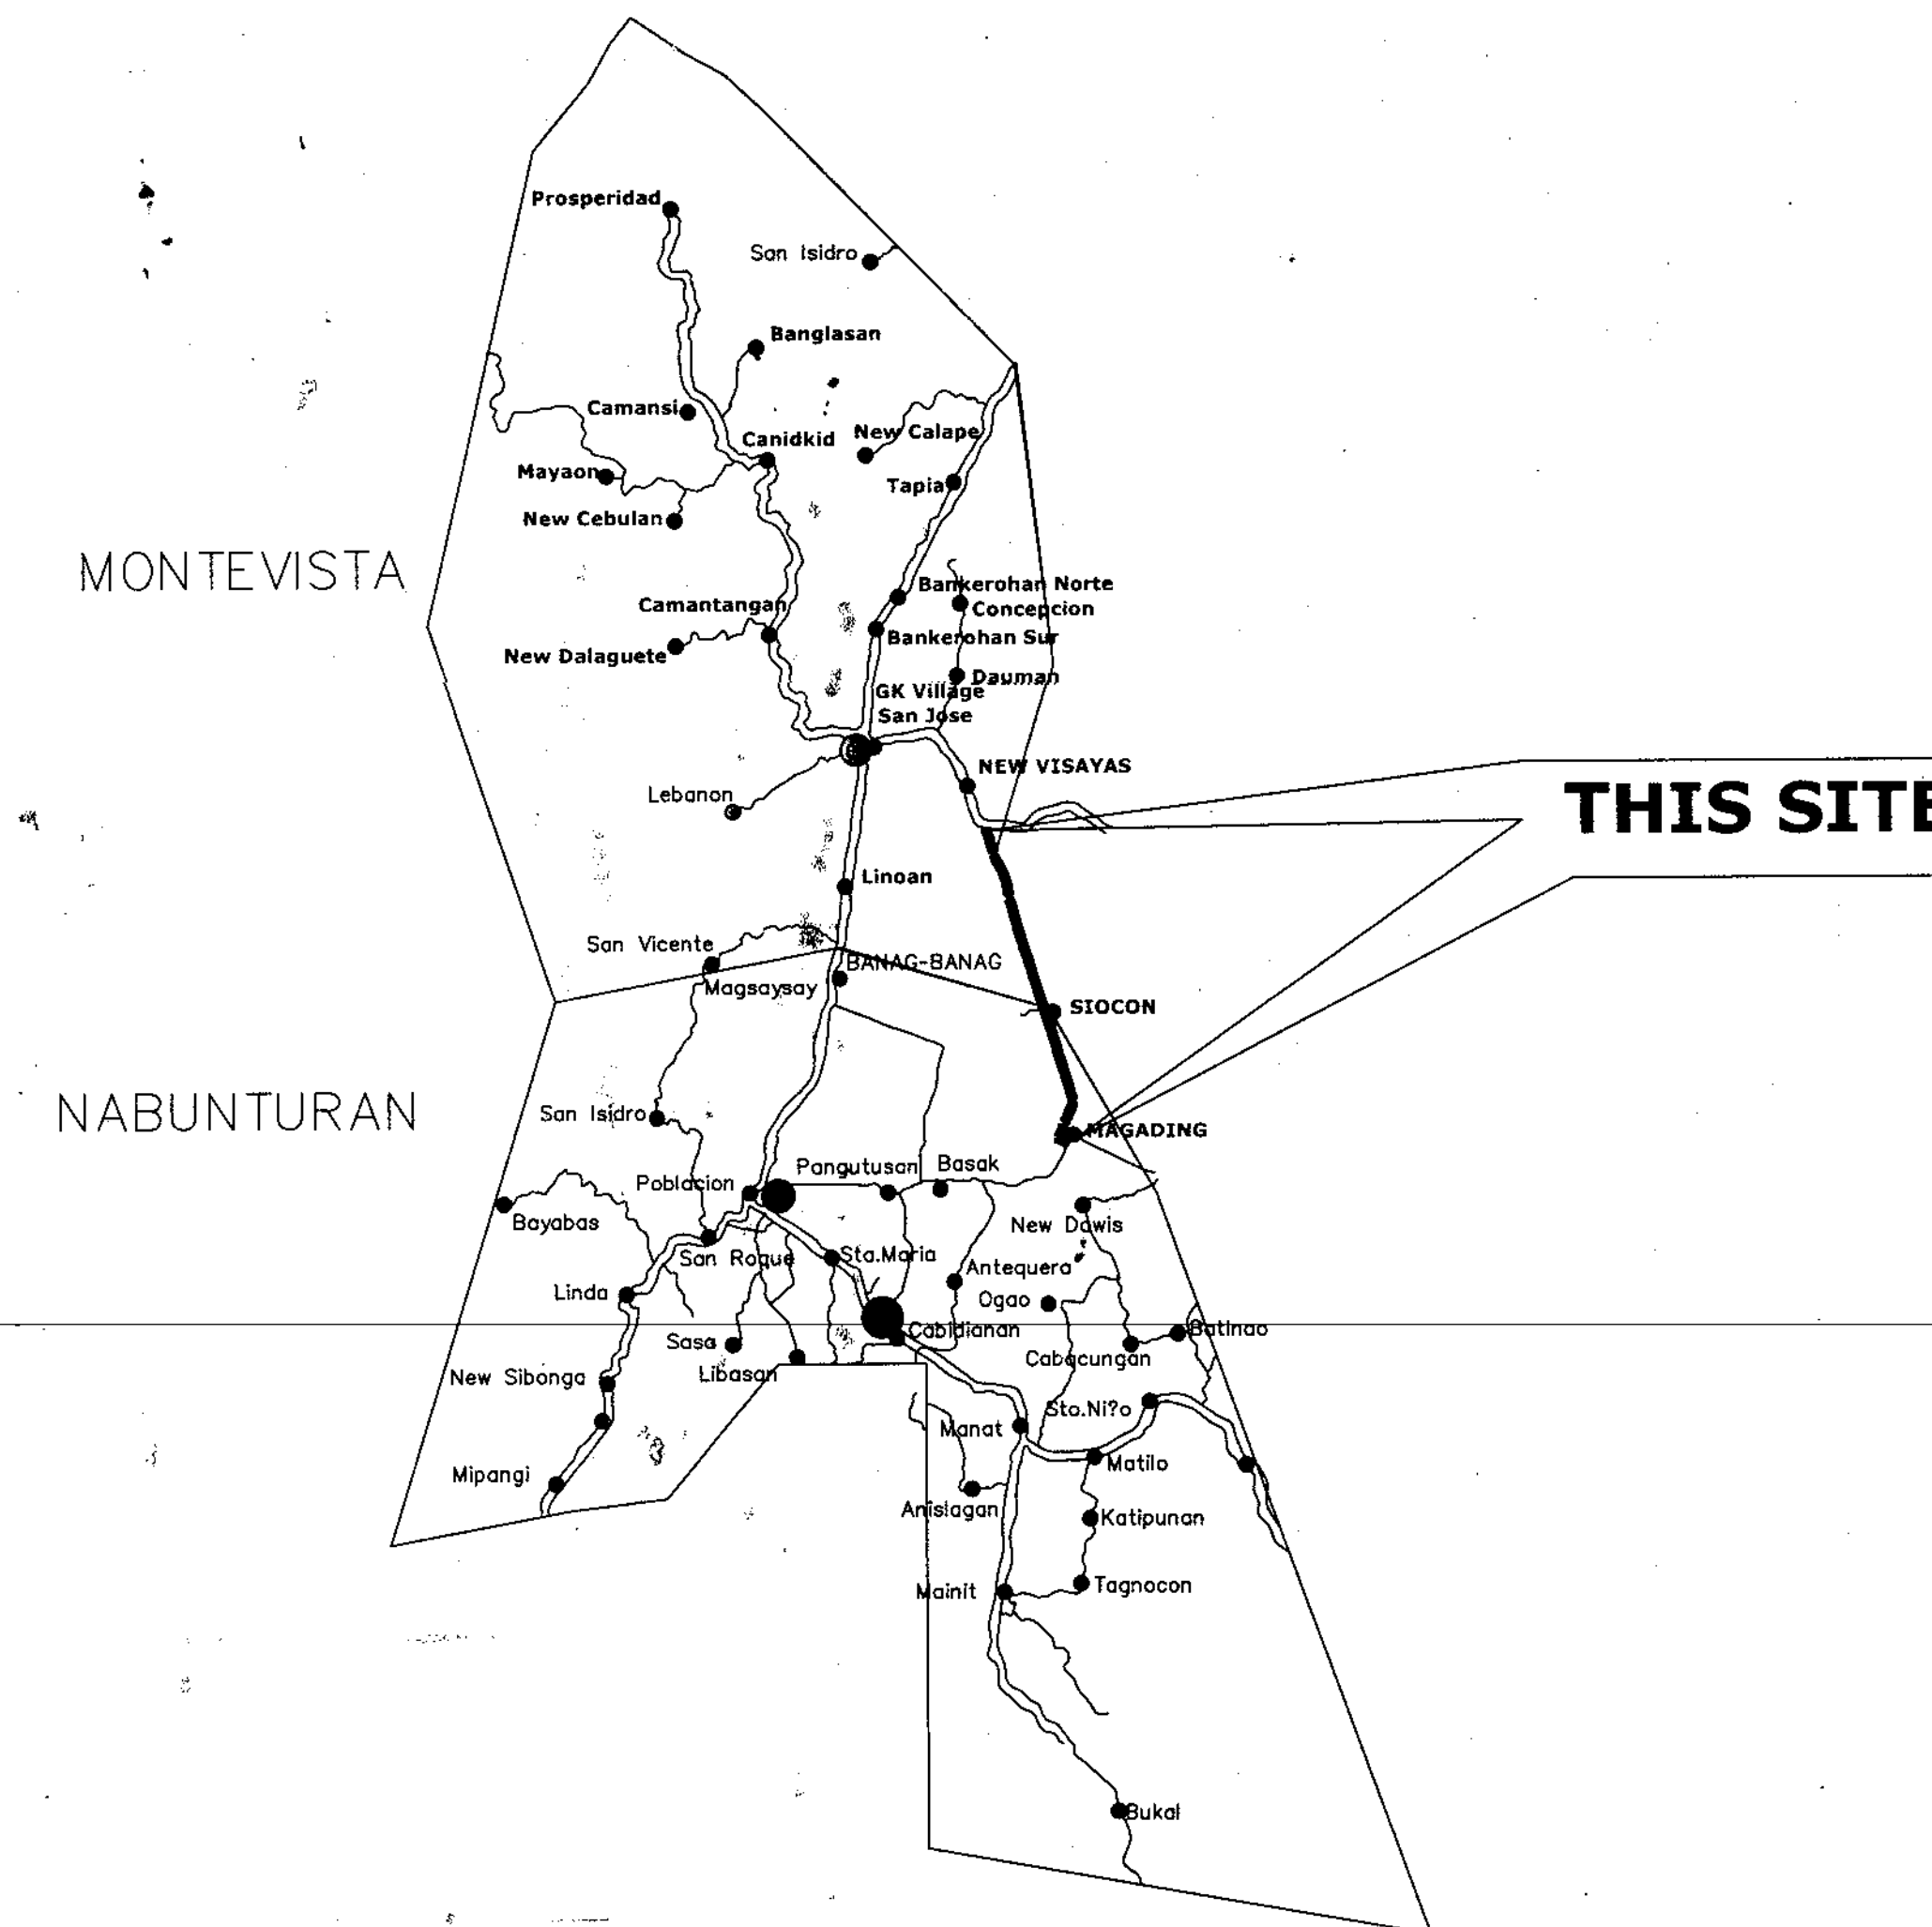 Prosperidad
San Isidro
Banglasan
Camansi
Canidkid
New Calape
Mayaon
Tapia
New Cebulan
MONTEVISTA
Bankerohan Norte
Camantangan
Concepcion
Bankerohan Sur
New Dalaguete
Dauman
GK Village
San Jose
NEW VISAYAS
Lebanon
THIS SITE
Linoan
San Vicente
BANAG-BANAG
Magsaysay
SIOCON
NABUNTURAN
San Isidro
MAGADING
Pangutusan
Basak
Poblacion
Bayabas
New Dawis
San Roque
Sta.Maria
Antequera
Linda
Ogao
Cabidianan
Batinao
Sasa
Cabacungan
Libasan
New Sibonga
Sto.Ni?o
Manat
Matilo
Mipangi
Anislagan
Katipunan
Mainit
Tagnocon
Bukal